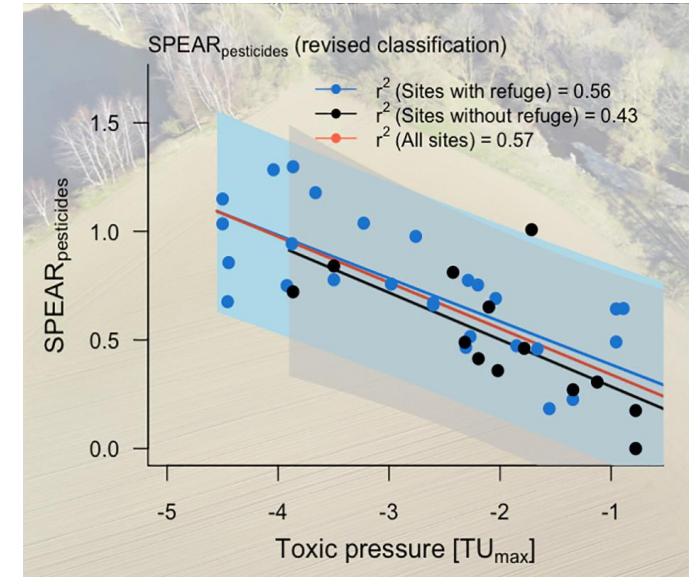 SPEARpesticides (revised classification)
r2 (Sites with refuge) = 0.56
r2 (Sites without refuge) = 0.43
r2 (All sites) = 0.57
SPEARpesticides
1.5
1.0
0.5
0.0
-5 -4 -3 -2 -1
Toxic pressure [TUmax]